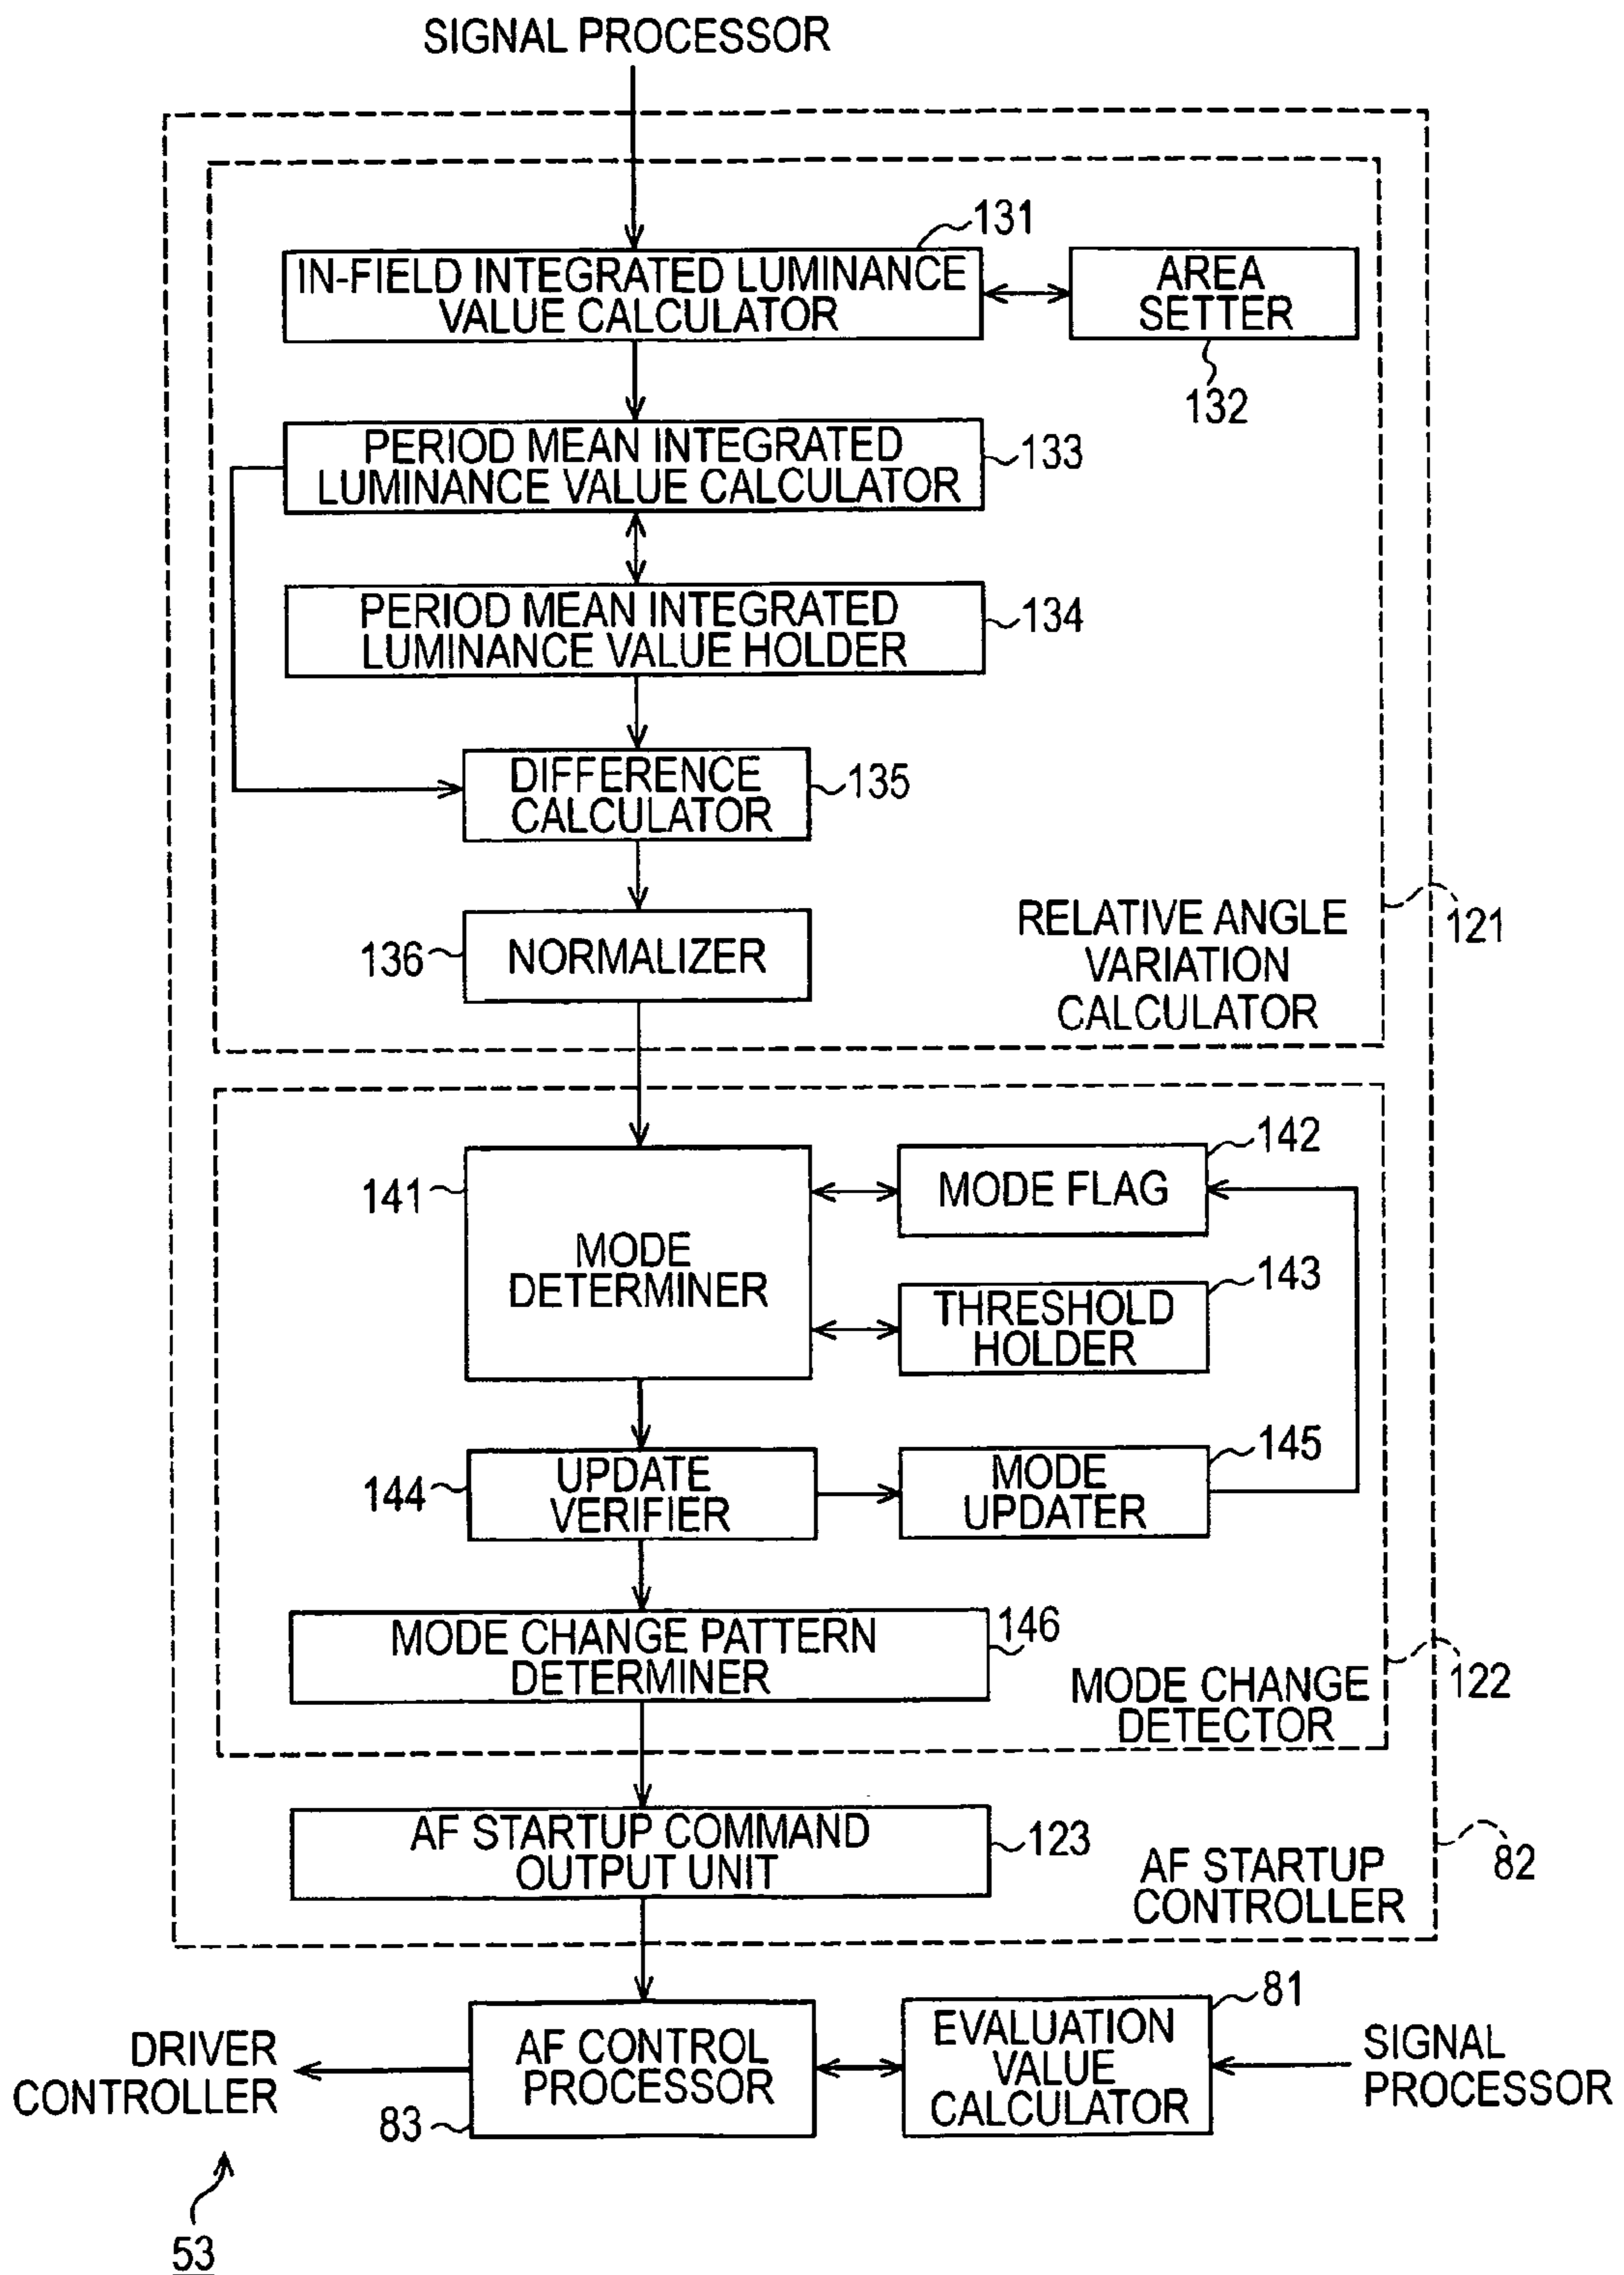 SIGNAL PROCESSOR
131
IN-FIELD INTEGRATED LUMINANCE
VALUE CALCULATOR
AREA
SETTER
132
PERIOD MEAN INTEGRATED
LUMINANCE VALUE CALCULATOR
133
PERIOD MEAN INTEGRATED
LUMINANCE VALUE HOLDER
134
DIFFERENCE
CALCULATOR
135
136
NORMALIZER
RELATIVE ANGLE
VARIATION
CALCULATOR
121
141
MODE
DETERMINER
142
MODE FLAG
143
THRESHOLD
HOLDER
144
UPDATE
VERIFIER
145
MODE
UPDATER
MODE CHANGE PATTERN
DETERMINER
146
MODE CHANGE
DETECTOR
122
AF STARTUP COMMAND
OUTPUT UNIT
123
AF STARTUP
CONTROLLER
82
DRIVER
CONTROLLER
AF CONTROL
PROCESSOR
83
81
EVALUATION
VALUE
CALCULATOR
SIGNAL
PROCESSOR
53